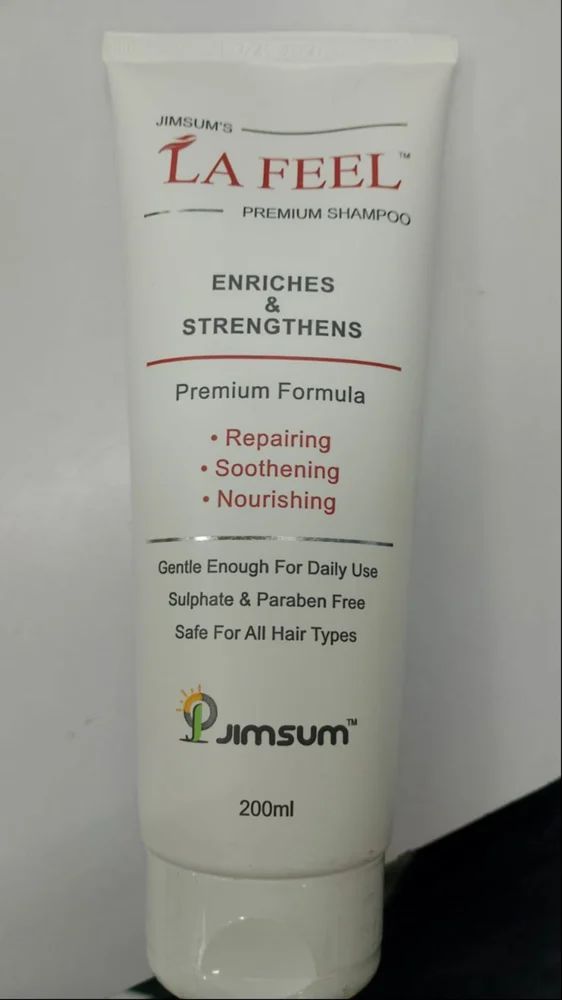 JIMSUM'S
LA FEEL™
PREMIUM SHAMPOO
ENRICHES
&
STRENGTHENS
Premium Formula
• Repairing
• Soothening
• Nourishing
Gentle Enough For Daily Use
Sulphate & Paraben Free
Safe For All Hair Types
JIMSUM™
200ml